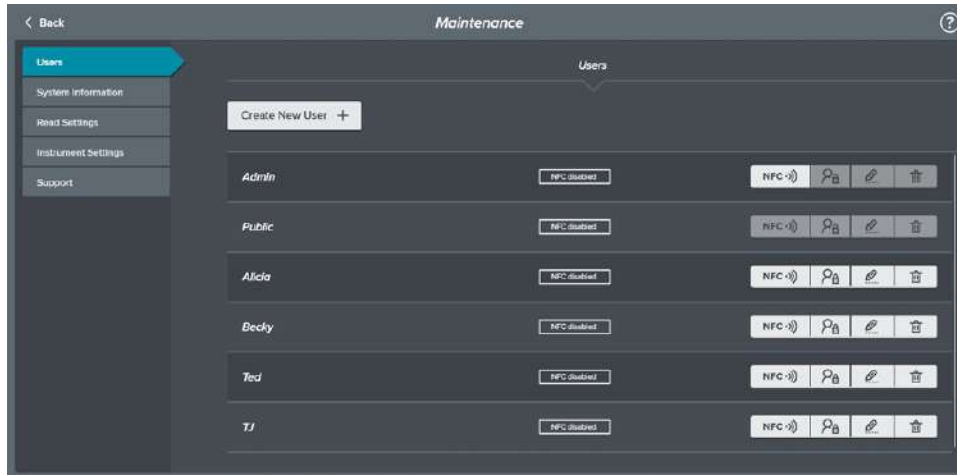 Back
Maintenance
?
Users
System Information
Read Settings
Instrument Settings
Support
Users
Create New User +
Admin NFC disabled NFC
Public NFC disabled NFC
Alicia NFC disabled NFC
Becky NFC disabled NFC
Ted NFC disabled NFC
TJ NFC disabled NFC